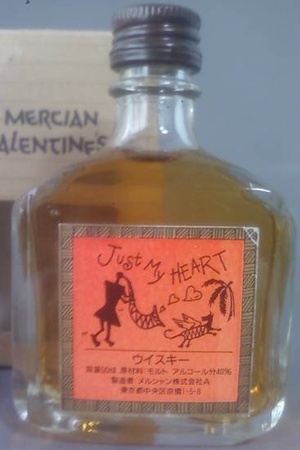 MERCIAN
ALENTINE'S
Just My HEART
ウイスキー
容量50ml 原材料:モルト アルコール分40%
製造者:メルシャン株式会社A
東京都中央区京橋1-5-8